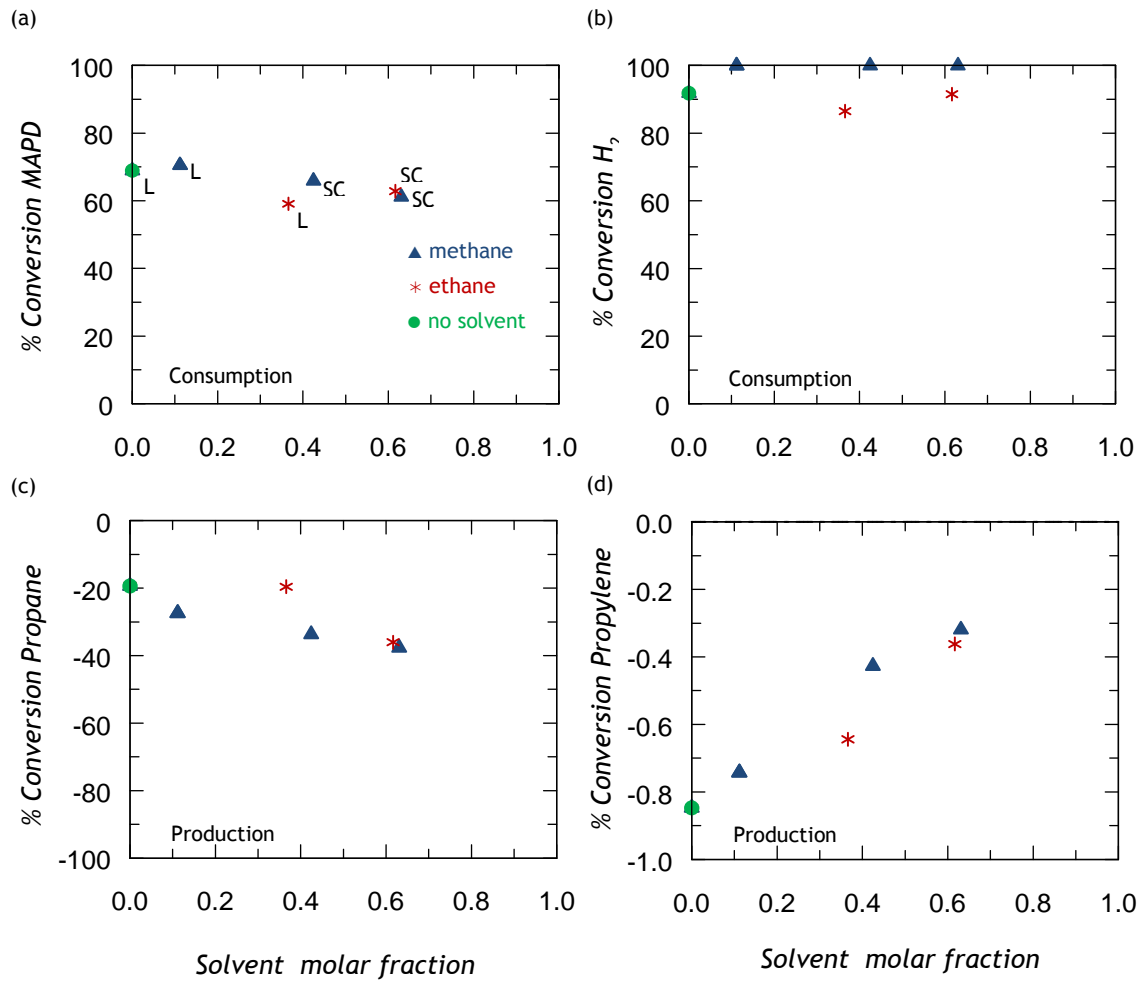 (a)
% Conversion MAPD
100
80
60
40
20
0
L
L
SC
L
SC
SC
methane
ethane
no solvent
Consumption
0.0 0.2 0.4 0.6 0.8 1.0
(b)
% Conversion H2
100
80
60
40
20
0
Consumption
0.0 0.2 0.4 0.6 0.8 1.0
(c)
% Conversion Propane
0
-20
-40
-60
-80
-100
Production
0.0 0.2 0.4 0.6 0.8 1.0
Solvent molar fraction
(d)
% Conversion Propylene
0.0
-0.2
-0.4
-0.6
-0.8
-1.0
Production
0.0 0.2 0.4 0.6 0.8 1.0
Solvent molar fraction